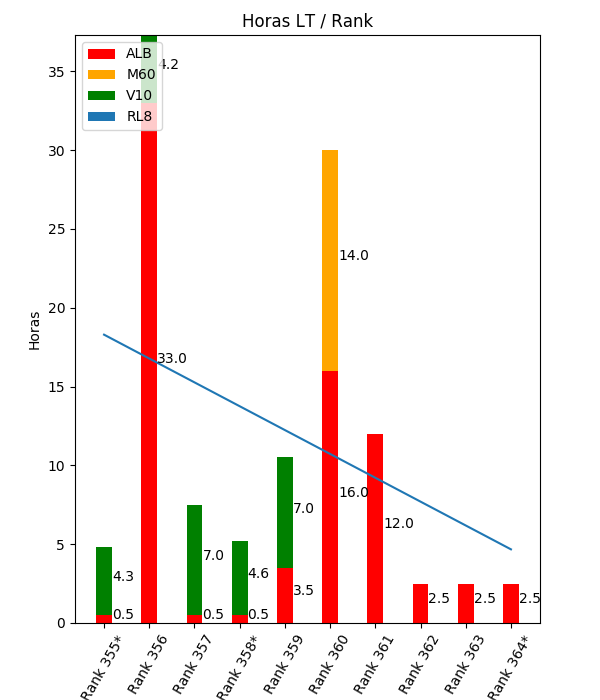 Horas LT / Rank
ALB
M60
V10
RL8
Horas
35
30
25
20
15
10
5
0
4.2
33.0
14.0
16.0
12.0
7.0
3.5
4.3
0.5
7.0
0.5
4.6
0.5
2.5
2.5
2.5
Rank 355*
Rank 356
Rank 357
Rank 358*
Rank 359
Rank 360
Rank 361
Rank 362
Rank 363
Rank 364*